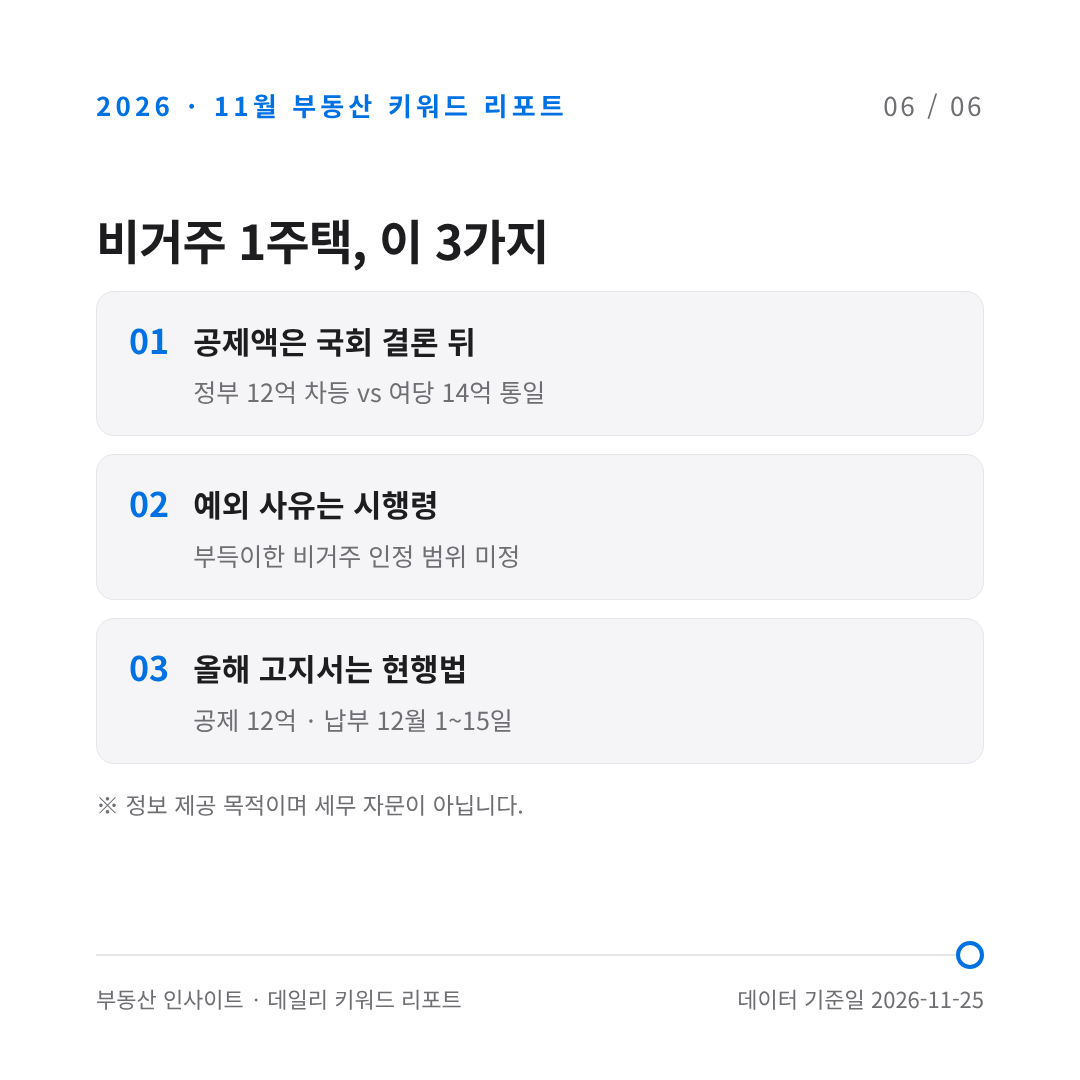 2026 · 11월 부동산 키워드 리포트
06 / 06
비거주 1주택, 이 3가지
01 공제액은 국회 결론 뒤
정부 12억 차등 vs 여당 14억 통일
02 예외 사유는 시행령
부득이한 비거주 인정 범위 미정
03 올해 고지서는 현행법
공제 12억 · 납부 12월 1~15일
※ 정보 제공 목적이며 세무 자문이 아닙니다.
부동산 인사이트 · 데일리 키워드 리포트
데이터 기준일 2026-11-25